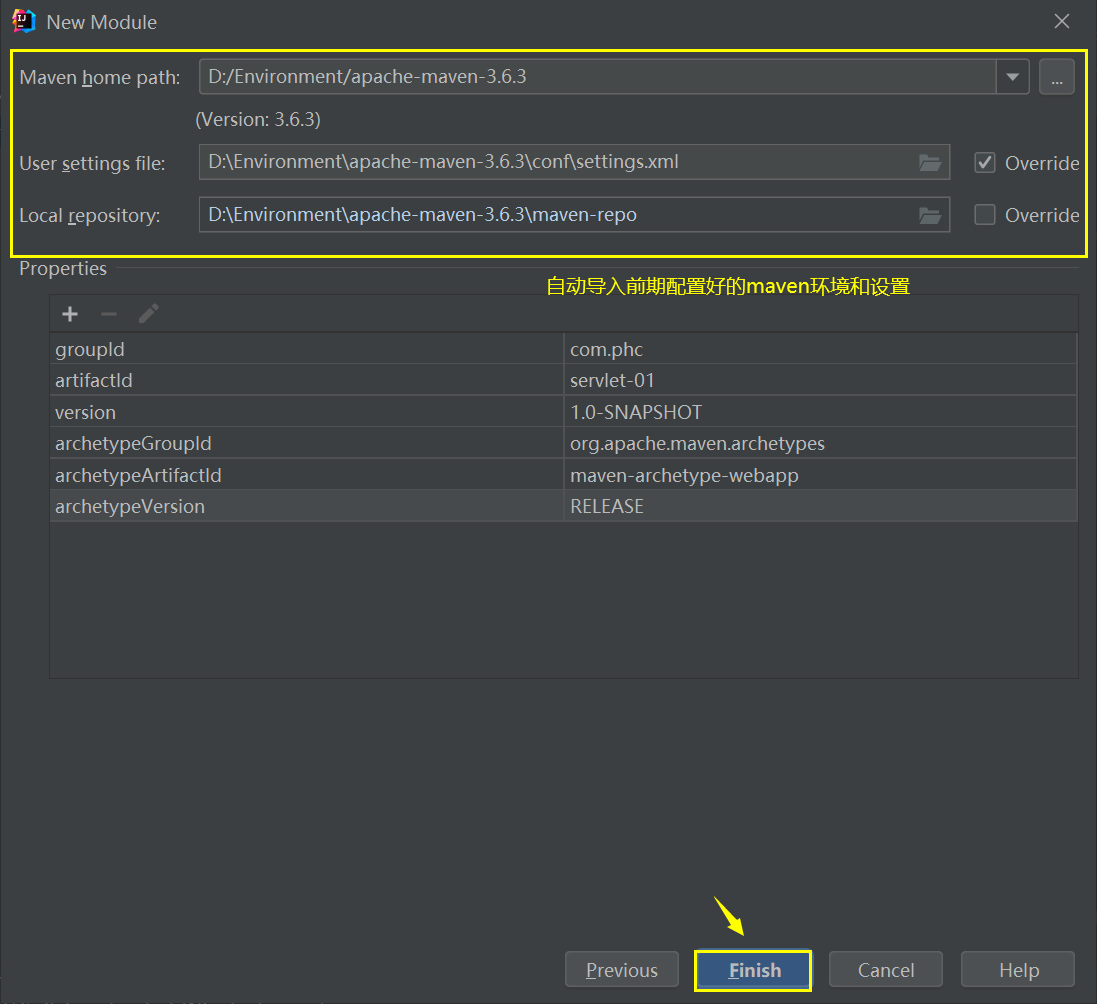 New Module
Maven home path: D:/Environment/apache-maven-3.6.3 ...
(Version: 3.6.3)
User settings file: D:\Environment\apache-maven-3.6.3\conf\settings.xml Override
Local repository: D:\Environment\apache-maven-3.6.3\maven-repo Override
Properties
自动导入前期配置好的maven环境和设置
groupId com.phc
artifactId servlet-01
version 1.0-SNAPSHOT
archetypeGroupId org.apache.maven.archetypes
archetypeArtifactId maven-archetype-webapp
archetypeVersion RELEASE
Previous Finish Cancel Help